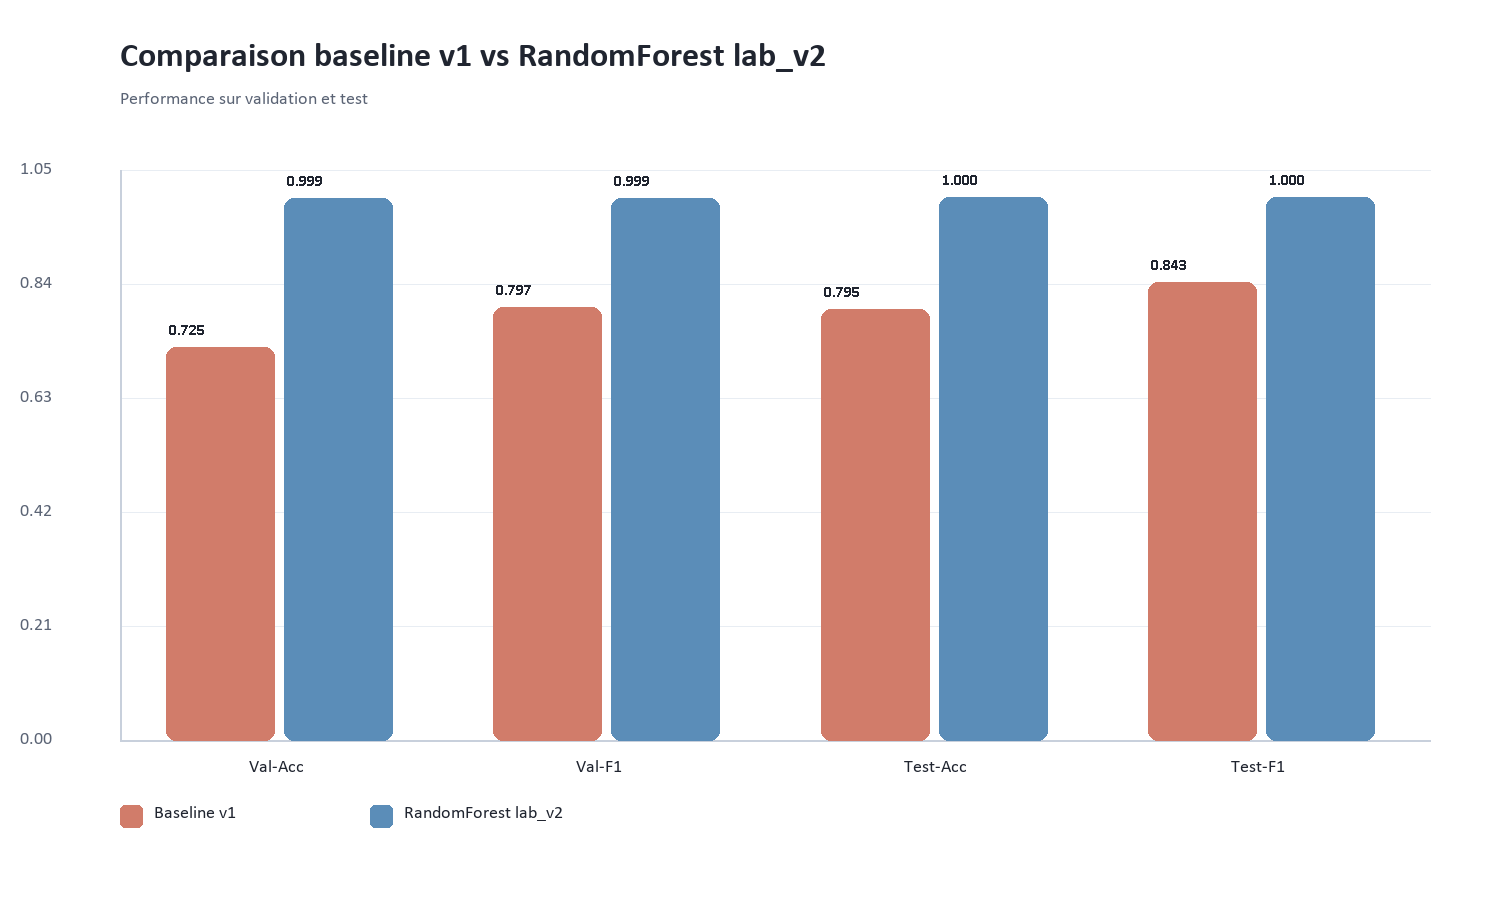 Comparaison baseline v1 vs RandomForest lab_v2
Performance sur validation et test
1.05
0.84
0.63
0.42
0.21
0.00
0.725
0.999
0.797
0.999
0.795
1.000
0.843
1.000
Val-Acc
Val-F1
Test-Acc
Test-F1
Baseline v1
RandomForest lab_v2